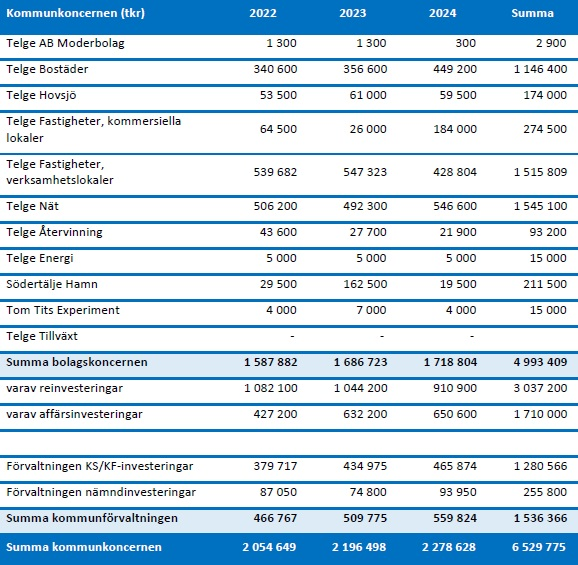 Kommunkoncernen (tkr) 2022 2023 2024 Summa
Telge AB Moderbolag 1 300 1 300 300 2 900
Telge Bostäder 340 600 356 600 449 200 1 146 400
Telge Hovsjö 53 500 61 000 59 500 174 000
Telge Fastigheter, kommersiella
lokaler 64 500 26 000 184 000 274 500
Telge Fastigheter,
verksamhetslokaler 539 682 547 323 428 804 1 515 809
Telge Nät 506 200 492 300 546 600 1 545 100
Telge Återvinning 43 600 27 700 21 900 93 200
Telge Energi 5 000 5 000 5 000 15 000
Södertälje Hamn 29 500 162 500 19 500 211 500
Tom Tits Experiment 4 000 7 000 4 000 15 000
Telge Tillväxt - - -
Summa bolagskoncernen 1 587 882 1 686 723 1 718 804 4 993 409
varav reinvesteringar 1 082 100 1 044 200 910 900 3 037 200
varav affärsinvesteringar 427 200 632 200 650 600 1 710 000
Förvaltningen KS/KF-investeringar 379 717 434 975 465 874 1 280 566
Förvaltningen nämndinvesteringar 87 050 74 800 93 950 255 800
Summa kommunförvaltningen 466 767 509 775 559 824 1 536 366
Summa kommunkoncernen 2 054 649 2 196 498 2 278 628 6 529 775